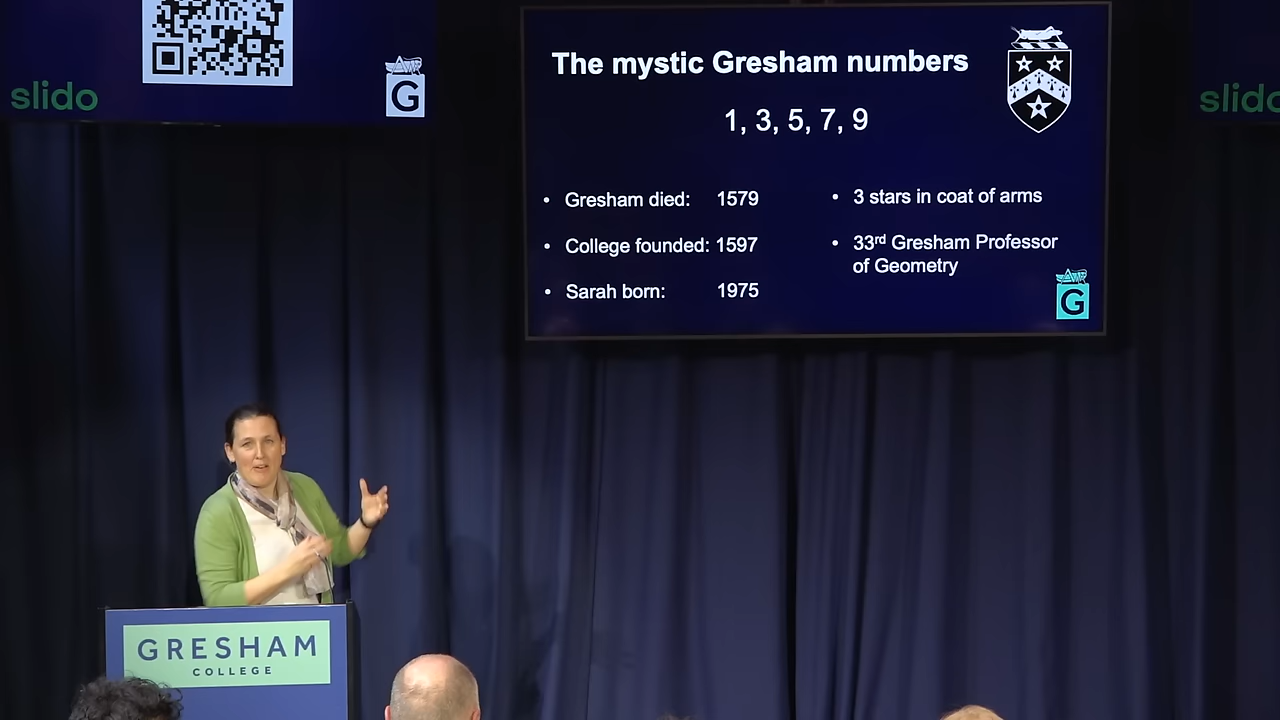 slido
G
The mystic Gresham numbers
1, 3, 5, 7, 9
• Gresham died: 1579
• College founded: 1597
• Sarah born: 1975
• 3 stars in coat of arms
• 33rd Gresham Professor
of Geometry
G
slido
GRESHAM
COLLEGE